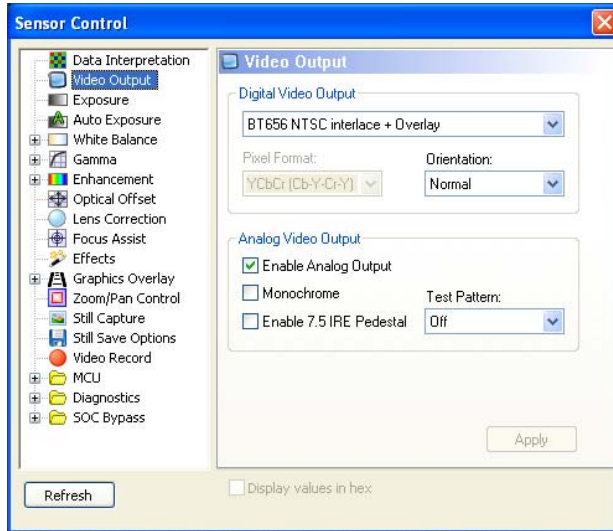 Sensor Control
Data Interpretation
Video Output
Exposure
Auto Exposure
White Balance
Gamma
Enhancement
Optical Offset
Lens Correction
Focus Assist
Effects
Graphics Overlay
Zoom/Pan Control
Still Capture
Still Save Options
Video Record
MCU
Diagnostics
SOC Bypass
Refresh
Video Output
Digital Video Output
BT656 NTSC interlace + Overlay
Pixel Format:
Orientation:
YCbCr (Cb-Y-Cr-Y)
Normal
Analog Video Output
Enable Analog Output
Monochrome
Test Pattern:
Enable 7.5 IRE Pedestal
Off
Apply
Display values in hex